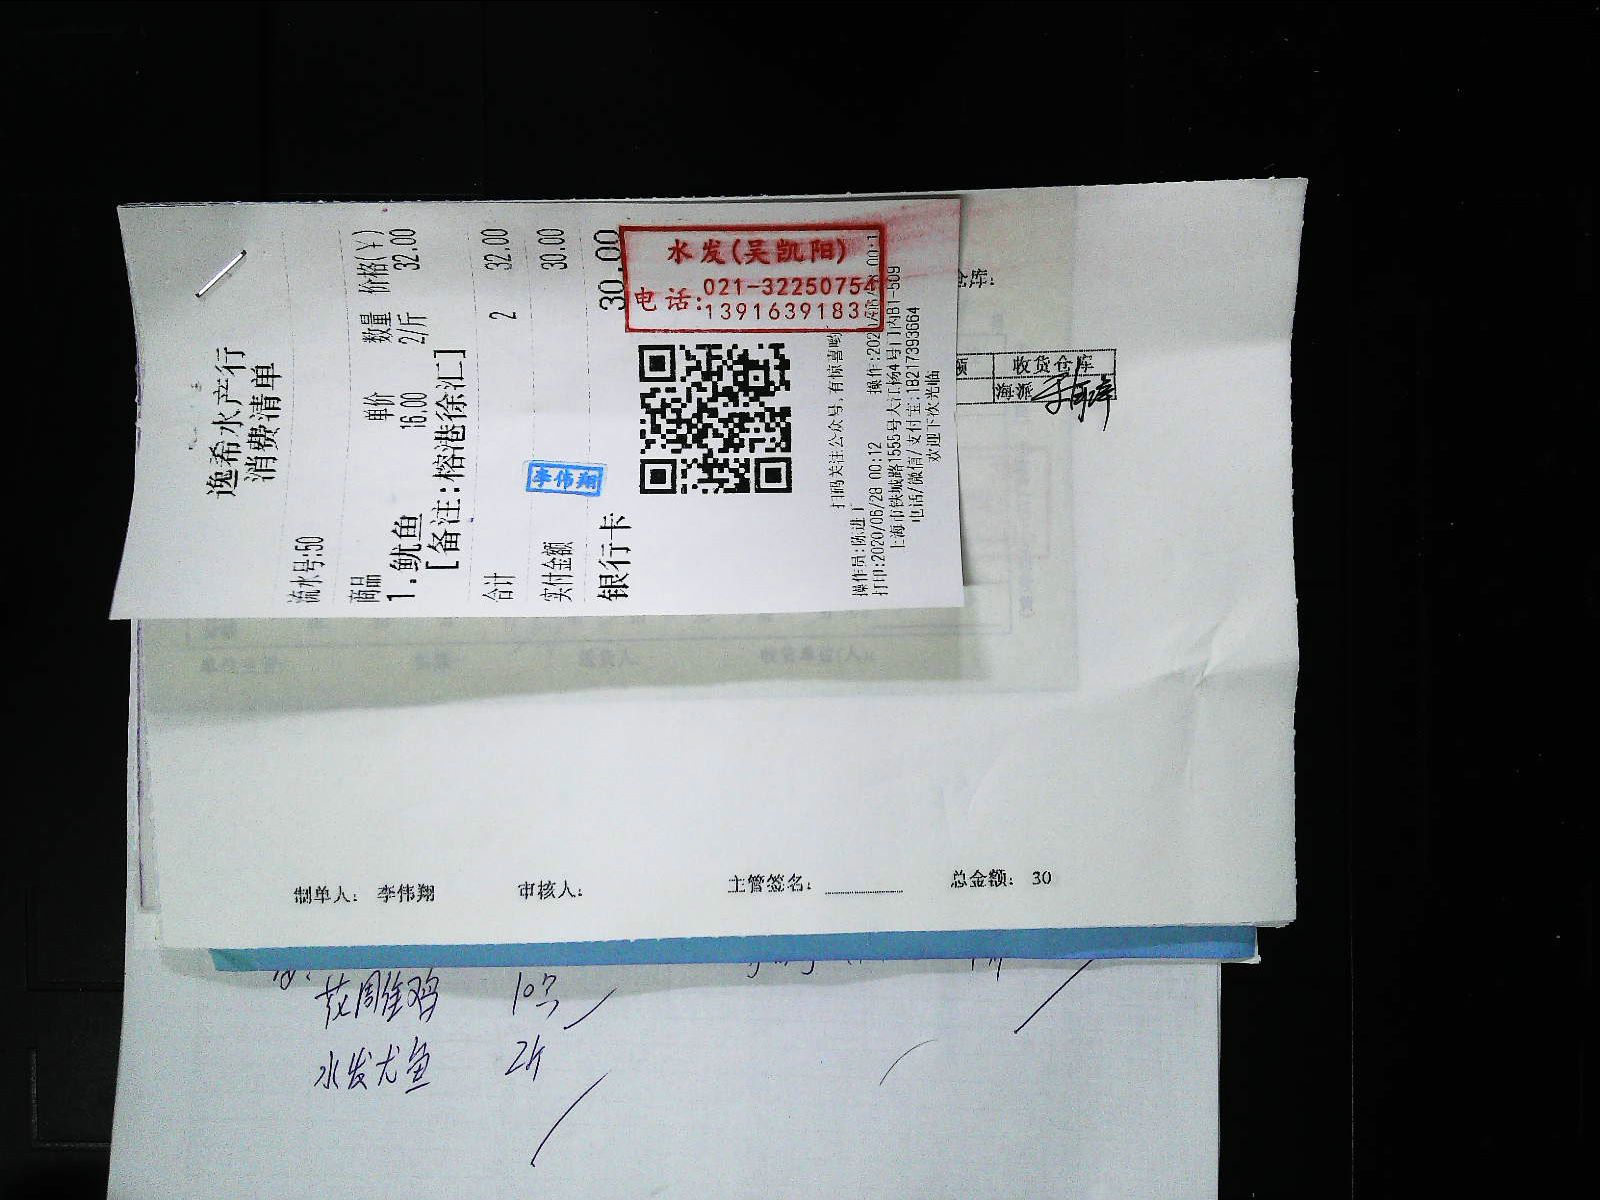 逸希水产行
消费清单
流水号:50
商品 单价 数量 价格(¥)
1.鱿鱼 16.00 2/斤 32.00
[备注:榕港徐汇]
合计 2 32.00
实付金额 30.00
银行卡 30.00
李伟翔
水发(吴凯阳)
021-32250754
电话:
1391639183
扫码关注公众号,有惊喜哟
操作员:陈进
打印:2020/06/28 00:12
上海市铁城路1555号大江杨4号门内B1-509
电话/微信/支付宝:18217393664
欢迎下次光临
仓库:
额 收货仓库
海派
制单人: 李伟翔 审核人: 主管签名: 总金额: 30
花雕鸡 10只
水发尤鱼 2斤